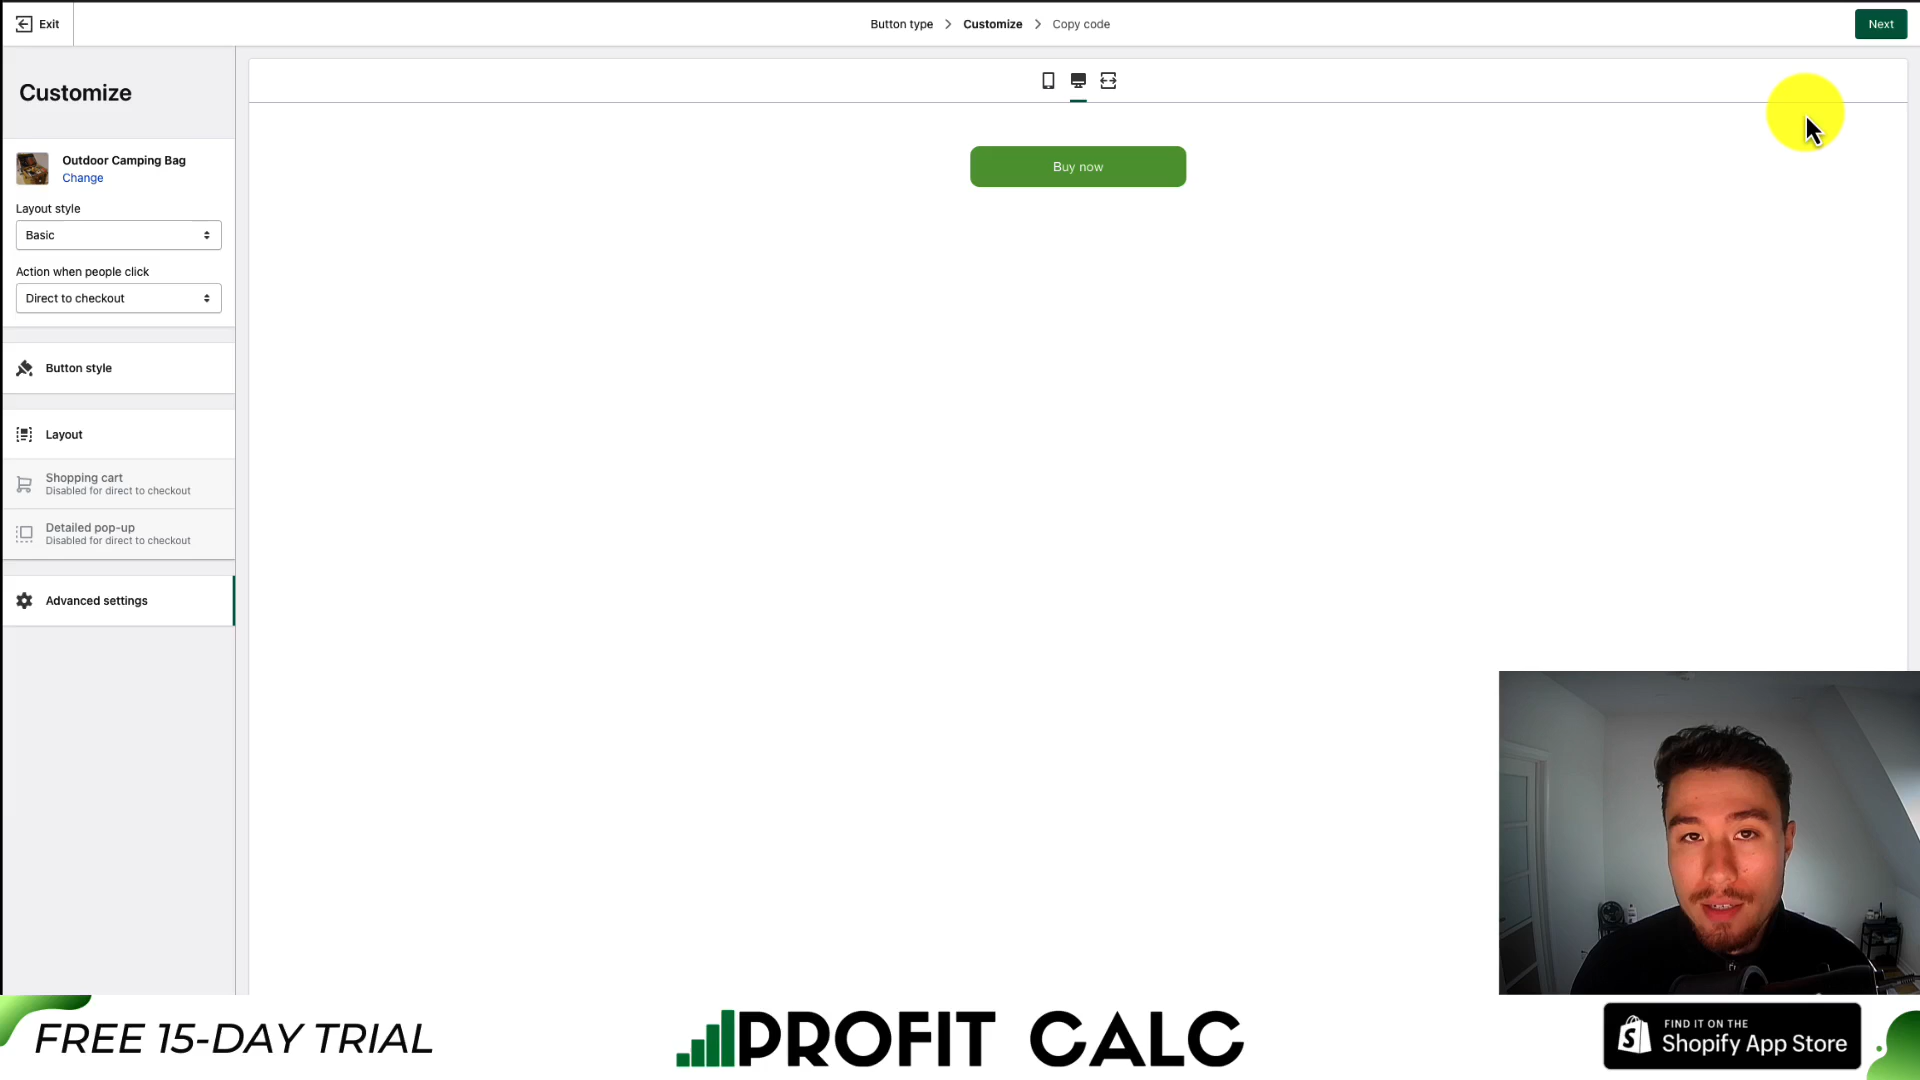 Exit
Button type > Customize > Copy code
Next
Customize
Outdoor Camping Bag
Change
Layout style
Basic
Action when people click
Direct to checkout
Button style
Layout
Shopping cart
Disabled for direct to checkout
Detailed pop-up
Disabled for direct to checkout
Advanced settings
Buy now
FREE 15-DAY TRIAL
PROFIT CALC
FIND IT ON THE
Shopify App Store